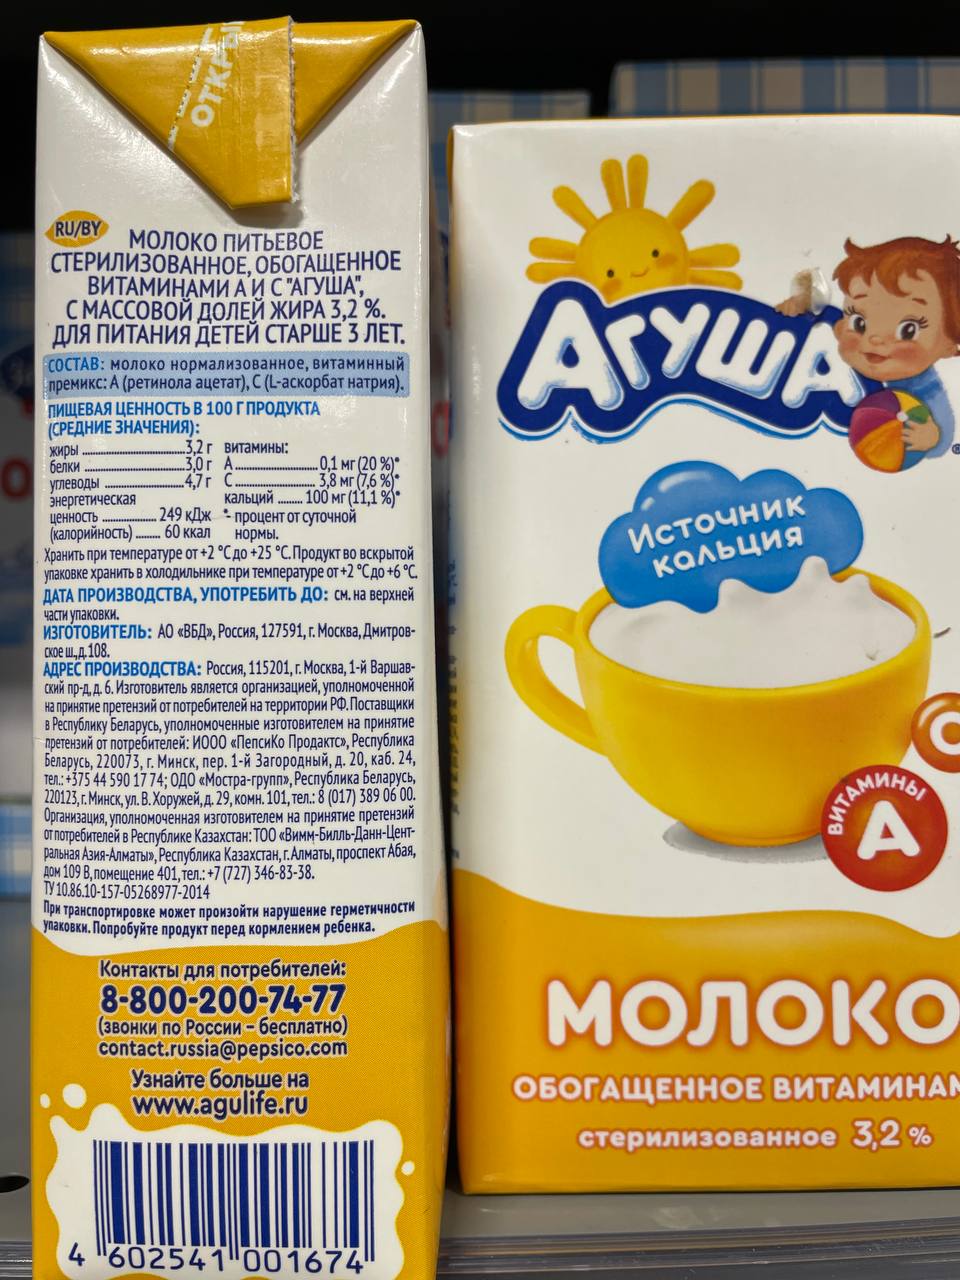 ОТКРЫ
RU/BY
МОЛОКО ПИТЬЕВОЕ
СТЕРИЛИЗОВАННОЕ, ОБОГАЩЕННОЕ
ВИТАМИНАМИ А И С "АГУША",
С МАССОВОЙ ДОЛЕЙ ЖИРА 3,2 %.
ДЛЯ ПИТАНИЯ ДЕТЕЙ СТАРШЕ 3 ЛЕТ.
СОСТАВ: молоко нормализованное, витаминный
премикс: А (ретинола ацетат), С (L-аскорбат натрия).
ПИЩЕВАЯ ЦЕННОСТЬ В 100 Г ПРОДУКТА
(СРЕДНИЕ ЗНАЧЕНИЯ):
жиры ........ 3,2 г
белки ........ 3,0 г
углеводы ........ 4,7 г
энергетическая
ценность ........ 249 кДж
(калорийность) ........ 60 ккал
витамины:
А ........ 0,1 мг (20 %)*
С ........ 3,8 мг (7,6 %)*
кальций ........ 100 мг (11,1 %)*
*- процент от суточной
нормы.
Хранить при температуре от +2 °С до +25 °С. Продукт во вскрытой
упаковке хранить в холодильнике при температуре от +2 °С до +6 °С.
ДАТА ПРОИЗВОДСТВА, УПОТРЕБИТЬ ДО: см. на верхней
части упаковки.
ИЗГОТОВИТЕЛЬ: АО «ВБД», Россия, 127591, г. Москва, Дмитров-
ское ш., д. 108.
АДРЕС ПРОИЗВОДСТВА: Россия, 115201, г. Москва, 1-й Варшав-
ский пр-д, д. 6. Изготовитель является организацией, уполномоченной
на принятие претензий от потребителей на территории РФ. Поставщики
в Республику Беларусь, уполномоченные изготовителем на принятие
претензий от потребителей: ИООО «ПепсиКо Продактс», Республика
Беларусь, 220073, г. Минск, пер. 1-й Загородный, д. 20, каб. 24,
тел.: +375 44 590 17 74; ОДО «Мостра-групп», Республика Беларусь,
220123, г. Минск, ул. В. Хоружей, д. 29, комн. 101, тел.: 8 (017) 389 06 00.
Организация, уполномоченная изготовителем на принятие претензий
от потребителей в Республике Казахстан: ТОО «Вимм-Билль-Данн-Цент-
ральная Азия-Алматы», Республика Казахстан, г. Алматы, проспект Абая,
дом 109 В, помещение 401, тел.: +7 (727) 346-83-38.
ТУ 10.86.10-157-05268977-2014
При транспортировке может произойти нарушение герметичности
упаковки. Попробуйте продукт перед кормлением ребенка.
Контакты для потребителей:
8-800-200-74-77
(звонки по России – бесплатно)
contact.russia@pepsico.com
Узнайте больше на
www.agulife.ru
4 602541 001674
АГУША
®
Источник
кальция
С
ВИТАМИНЫ
А
МОЛОКО
ОБОГАЩЕННОЕ ВИТАМИНАМ
стерилизованное 3,2 %